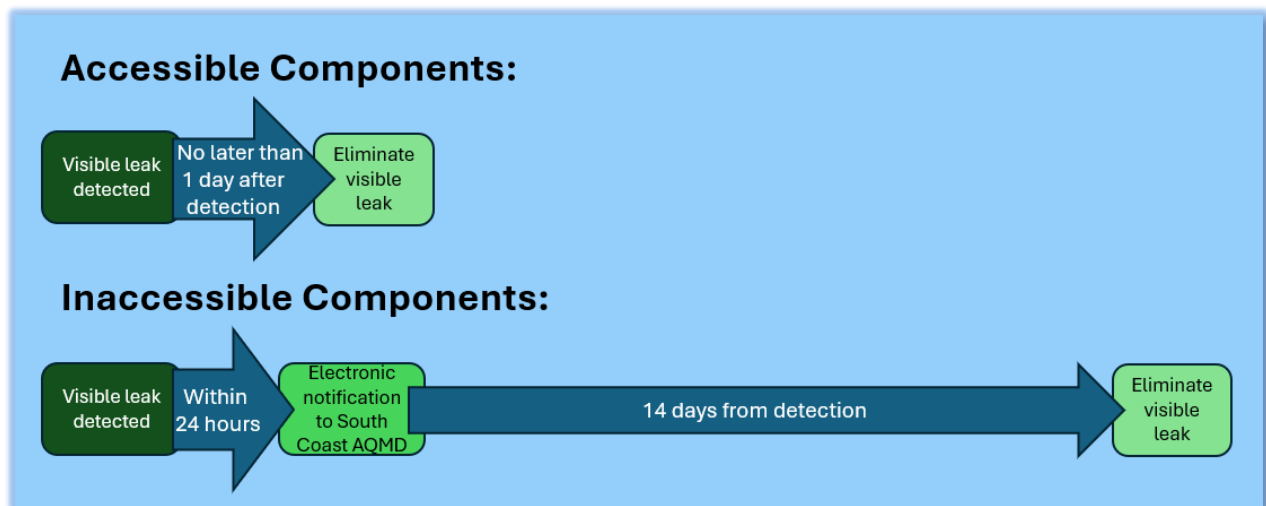 Accessible Components:
Visible leak
detected
No later than
1 day after
detection
Eliminate
visible
leak
Inaccessible Components:
Visible leak
detected
Within
24 hours
Electronic
notification
to South
Coast AQMD
14 days from detection
Eliminate
visible
leak